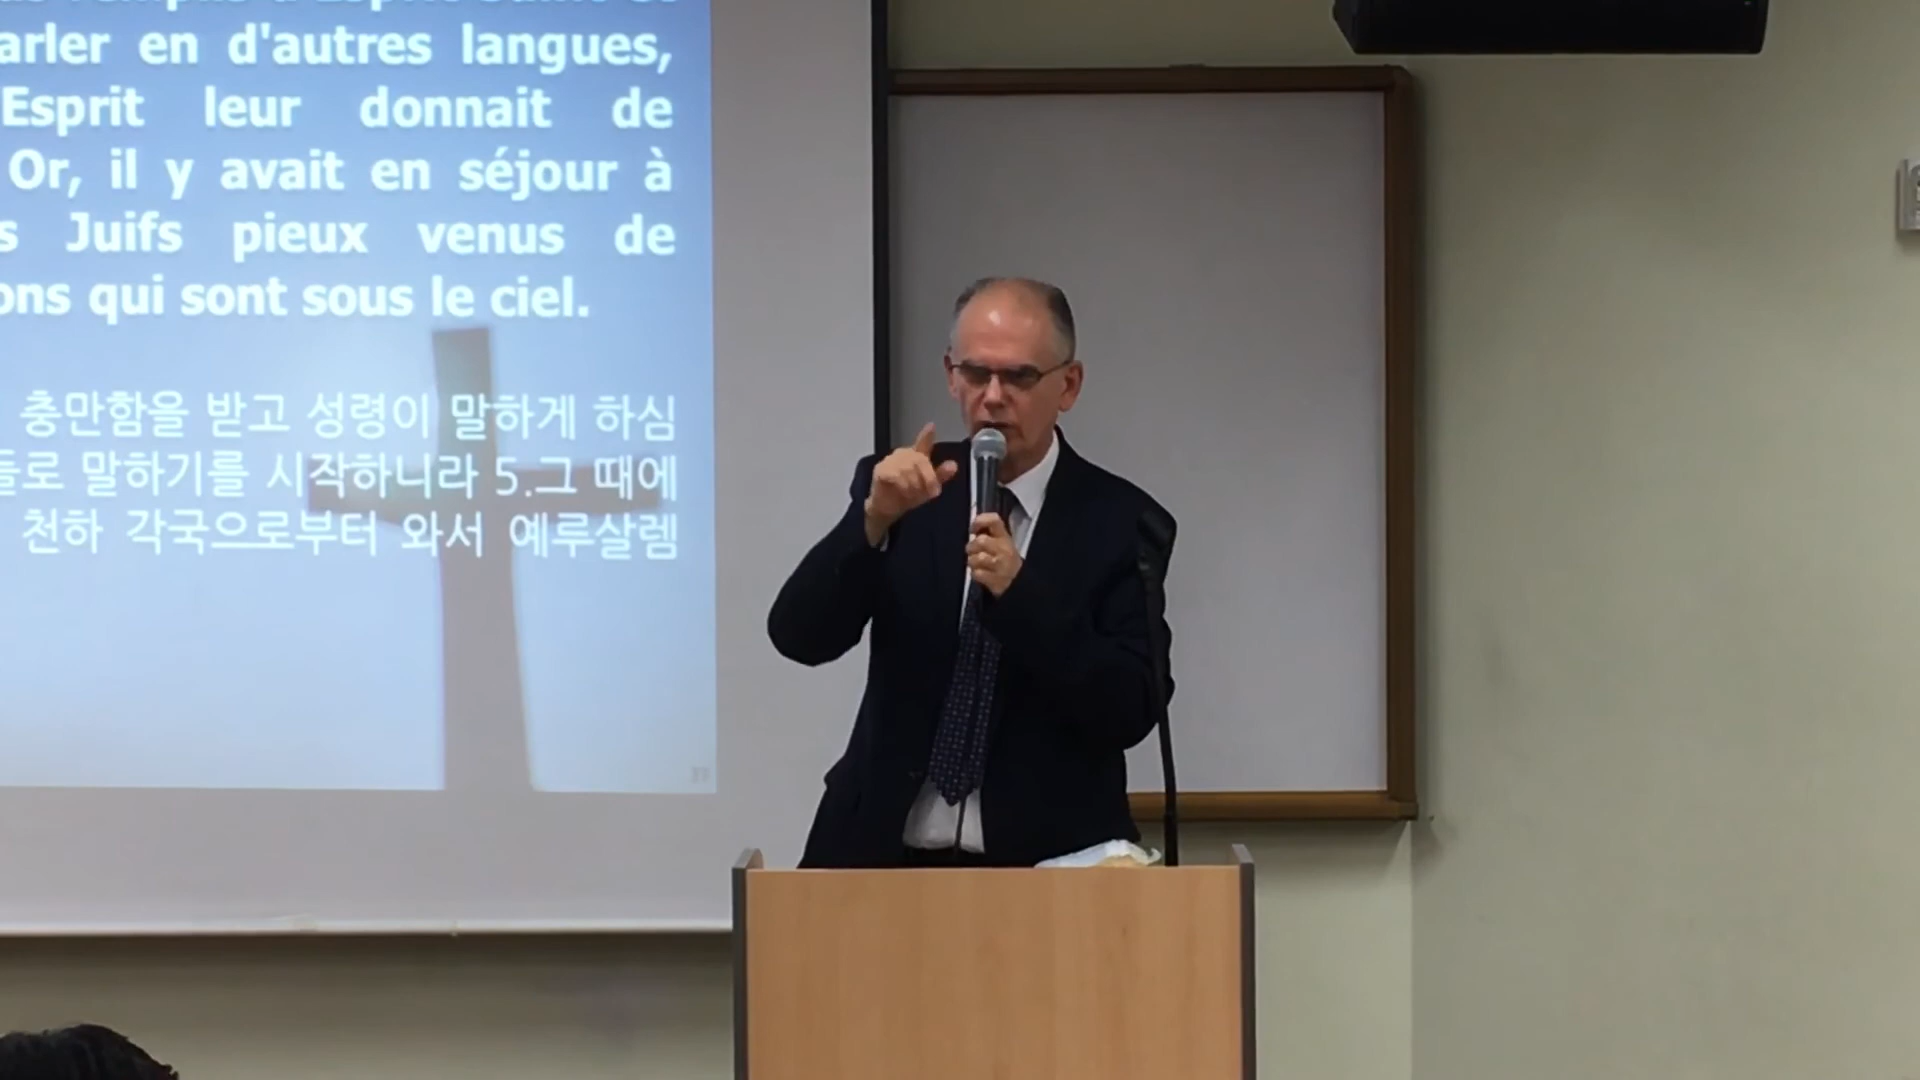 arler en d'autres langues,
Esprit leur donnait de
Or, il y avait en séjour à
s Juifs pieux venus de
ons qui sont sous le ciel.
충만함을 받고 성령이 말하게 하심
들로 말하기를 시작하니라 5.그 때에
천하 각국으로부터 와서 예루살렘